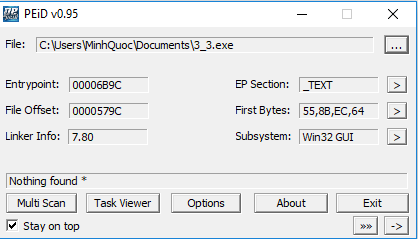 PEiD v0.95
File: C:\Users\MinhQuoc\Documents\3_3.exe ...
Entrypoint: 00006B9C EP Section: _TEXT >
File Offset: 0000579C First Bytes: 55,8B,EC,64 >
Linker Info: 7.80 Subsystem: Win32 GUI >
Nothing found *
Multi Scan Task Viewer Options About Exit
Stay on top »» ->